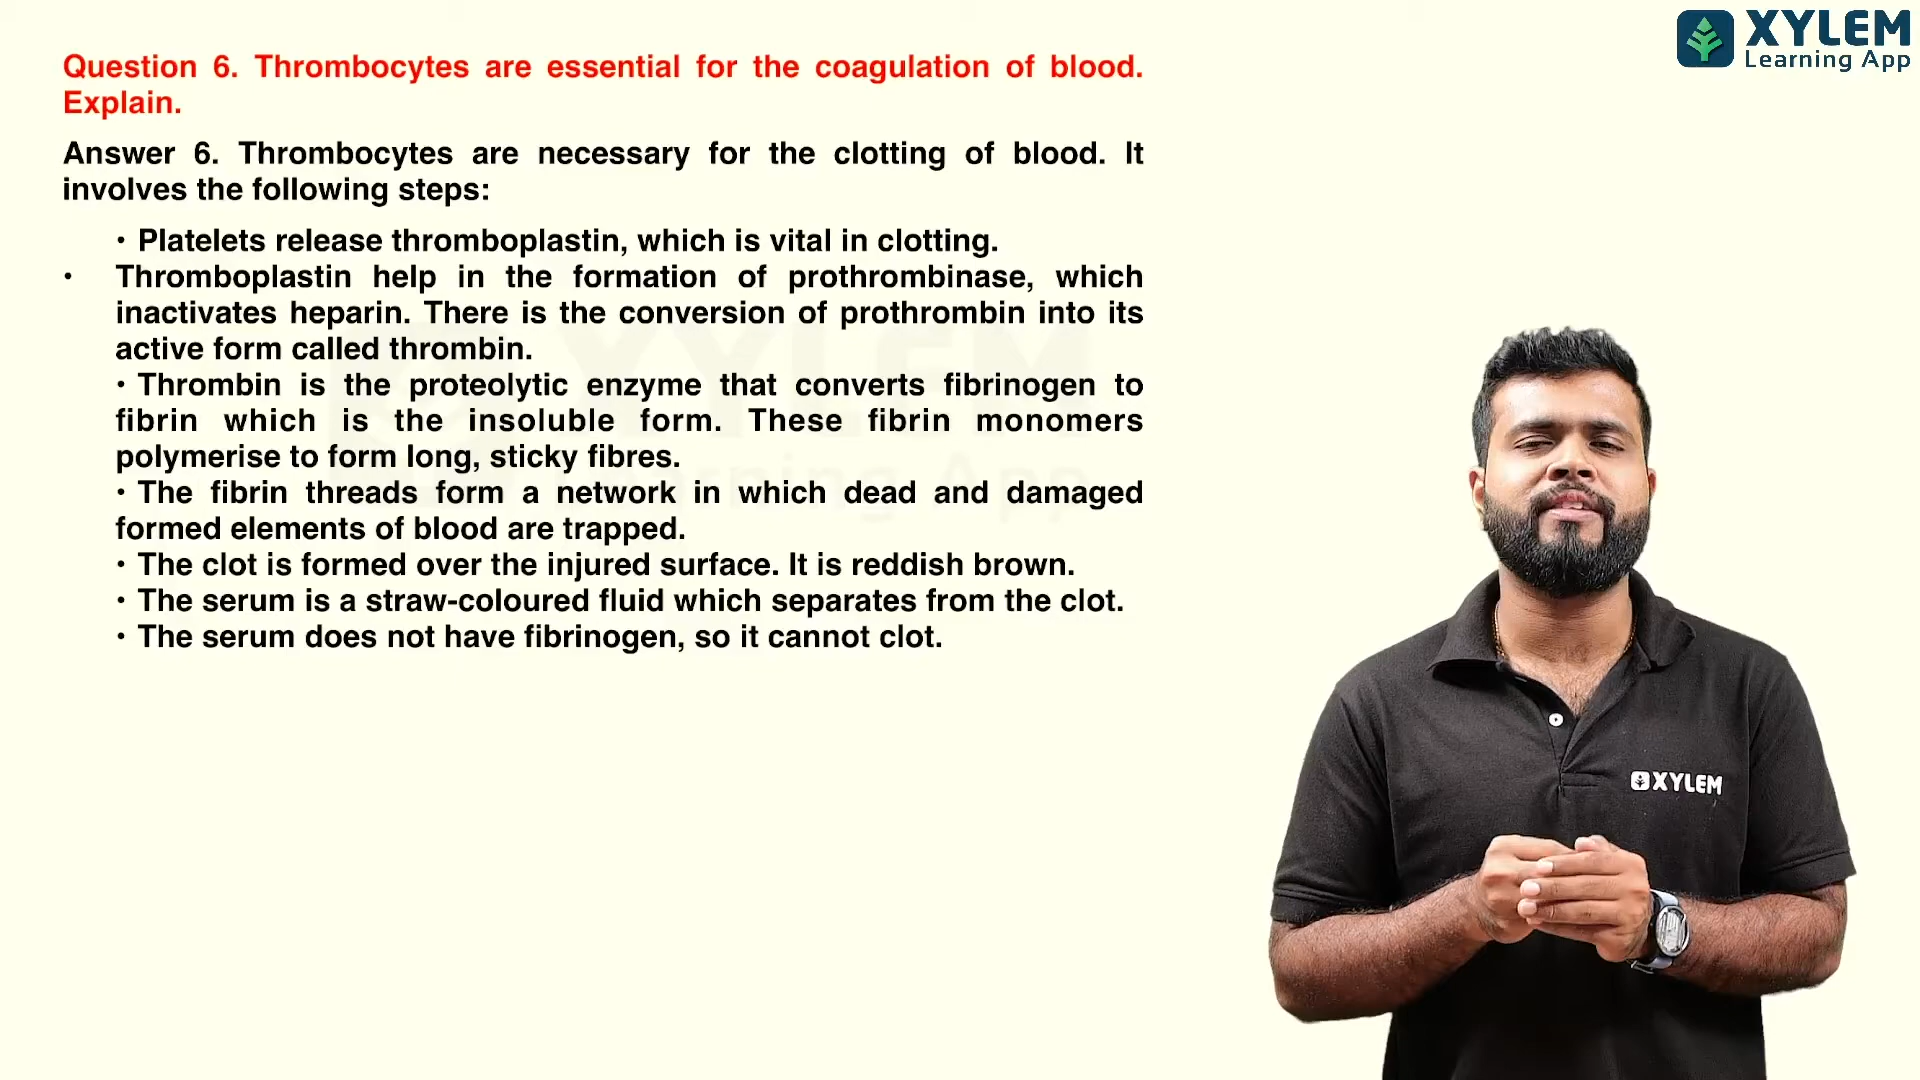 XYLEM
Learning App
Question 6. Thrombocytes are essential for the coagulation of blood.
Explain.
Answer 6. Thrombocytes are necessary for the clotting of blood. It
involves the following steps:
• Platelets release thromboplastin, which is vital in clotting.
• Thromboplastin help in the formation of prothrombinase, which
inactivates heparin. There is the conversion of prothrombin into its
active form called thrombin.
• Thrombin is the proteolytic enzyme that converts fibrinogen to
fibrin which is the insoluble form. These fibrin monomers
polymerise to form long, sticky fibres.
• The fibrin threads form a network in which dead and damaged
formed elements of blood are trapped.
• The clot is formed over the injured surface. It is reddish brown.
• The serum is a straw-coloured fluid which separates from the clot.
• The serum does not have fibrinogen, so it cannot clot.
XYLEM
Learning App
XYLEM